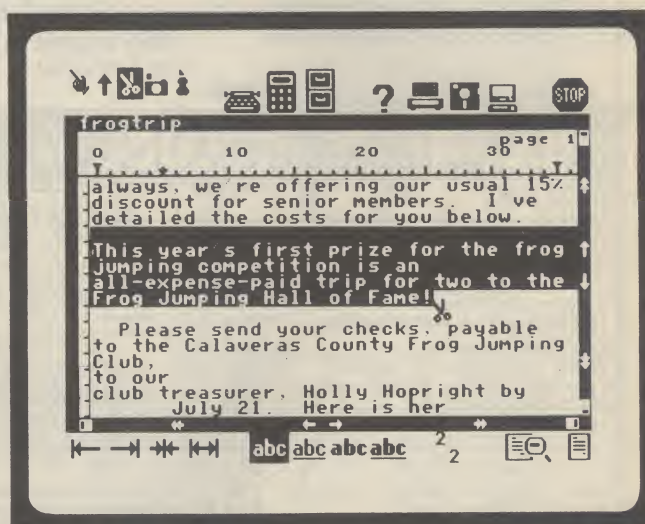 STOP
frogtrip
page 1
0 10 20 30
always, we're offering our usual 15%
discount for senior members. I've
detailed the costs for you below.
This year's first prize for the frog
jumping competition is an
all-expense-paid trip for two to the
Frog Jumping Hall of Fame!
Please send your checks, payable
to the Calaveras County Frog Jumping
Club,
to our
club treasurer, Holly Hopright by
July 21. Here is her
abc abc abc abc 2 2